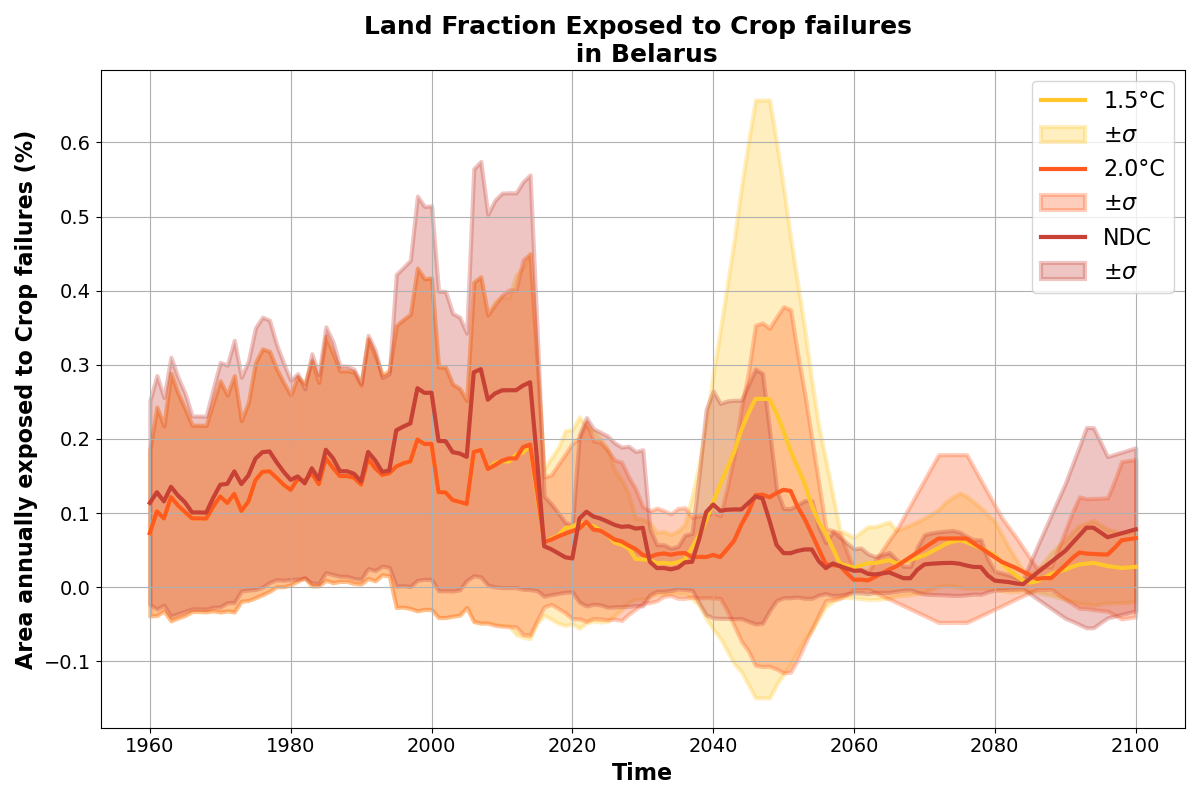 Land Fraction Exposed to Crop failures
in Belarus
Area annually exposed to Crop failures (%)
0.6
0.5
0.4
0.3
0.2
0.1
0.0
−0.1
1.5°C
±σ
2.0°C
±σ
NDC
±σ
1960
1980
2000
2020
2040
2060
2080
2100
Time